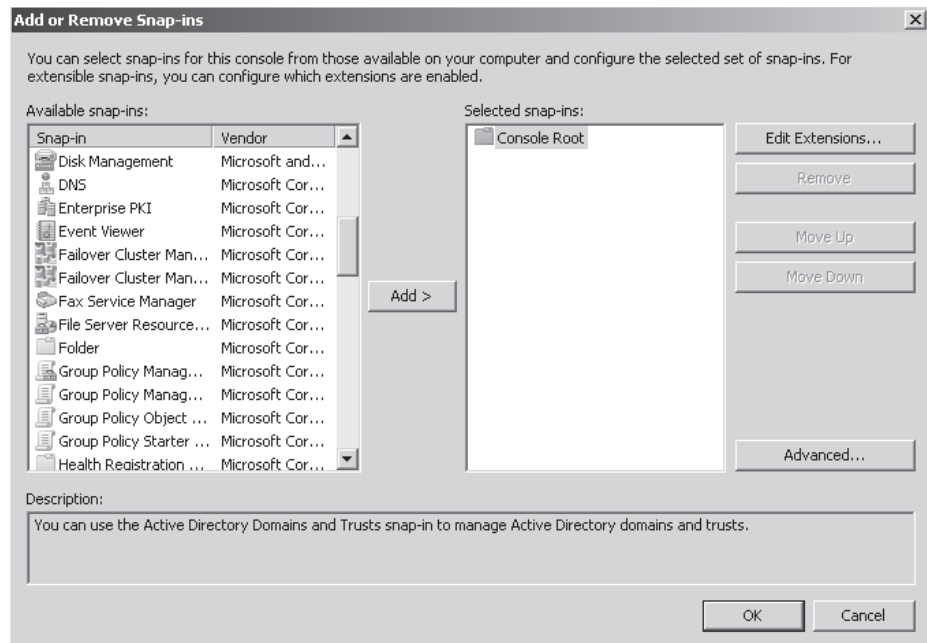 Add or Remove Snap-ins
You can select snap-ins for this console from those available on your computer and configure the selected set of snap-ins. For
extensible snap-ins, you can configure which extensions are enabled.
Available snap-ins:
Snap-in Vendor
Disk Management Microsoft and...
DNS Microsoft Cor...
Enterprise PKI Microsoft Cor...
Event Viewer Microsoft Cor...
Failover Cluster Man... Microsoft Cor...
Failover Cluster Man... Microsoft Cor...
Fax Service Manager Microsoft Cor...
File Server Resource... Microsoft Cor...
Folder Microsoft Cor...
Group Policy Manag... Microsoft Cor...
Group Policy Manag... Microsoft Cor...
Group Policy Object ... Microsoft Cor...
Group Policy Starter ... Microsoft Cor...
Health Registration ... Microsoft Cor...
Add >
Selected snap-ins:
Console Root
Edit Extensions...
Remove
Move Up
Move Down
Advanced...
Description:
You can use the Active Directory Domains and Trusts snap-in to manage Active Directory domains and trusts.
OK Cancel